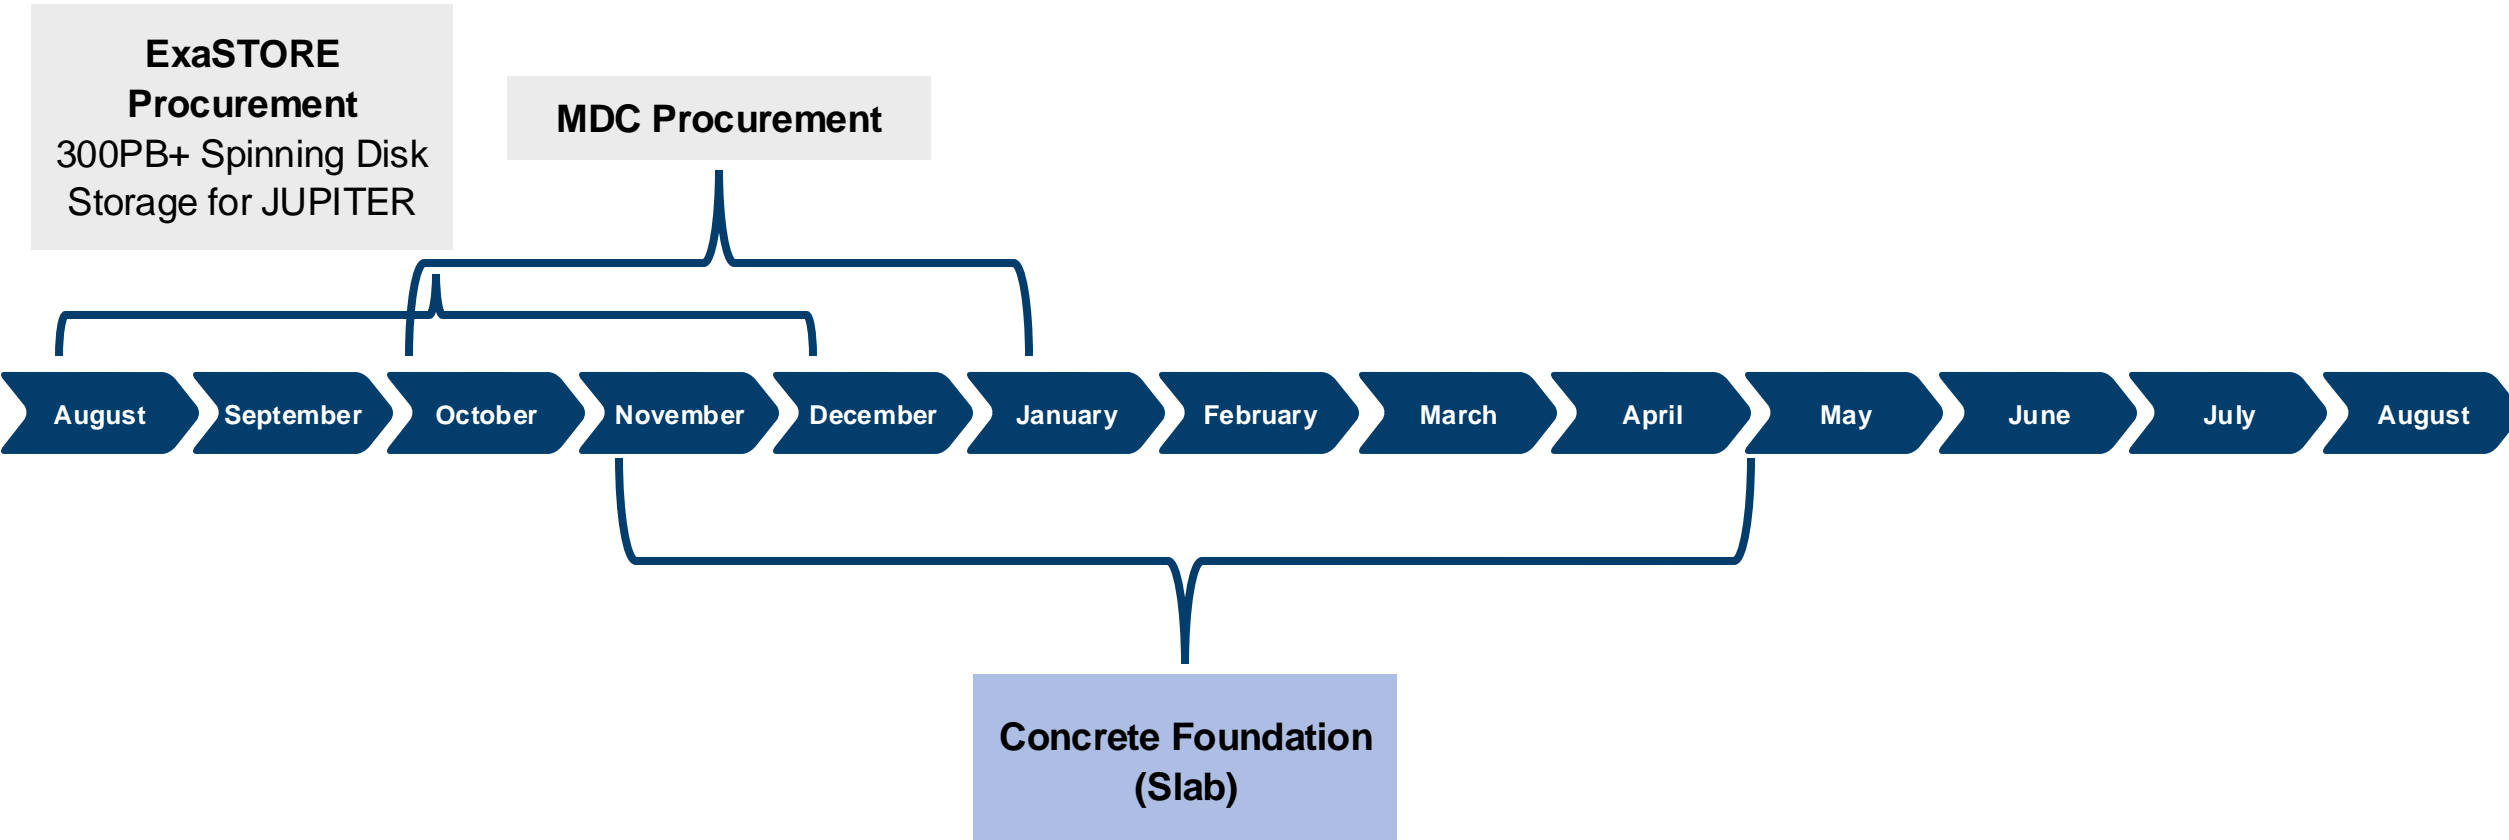 ExaSTORE
Procurement
300PB+ Spinning Disk
Storage for JUPITER
MDC Procurement
August
September
October
November
December
January
February
March
April
May
June
July
August
Concrete Foundation
(Slab)